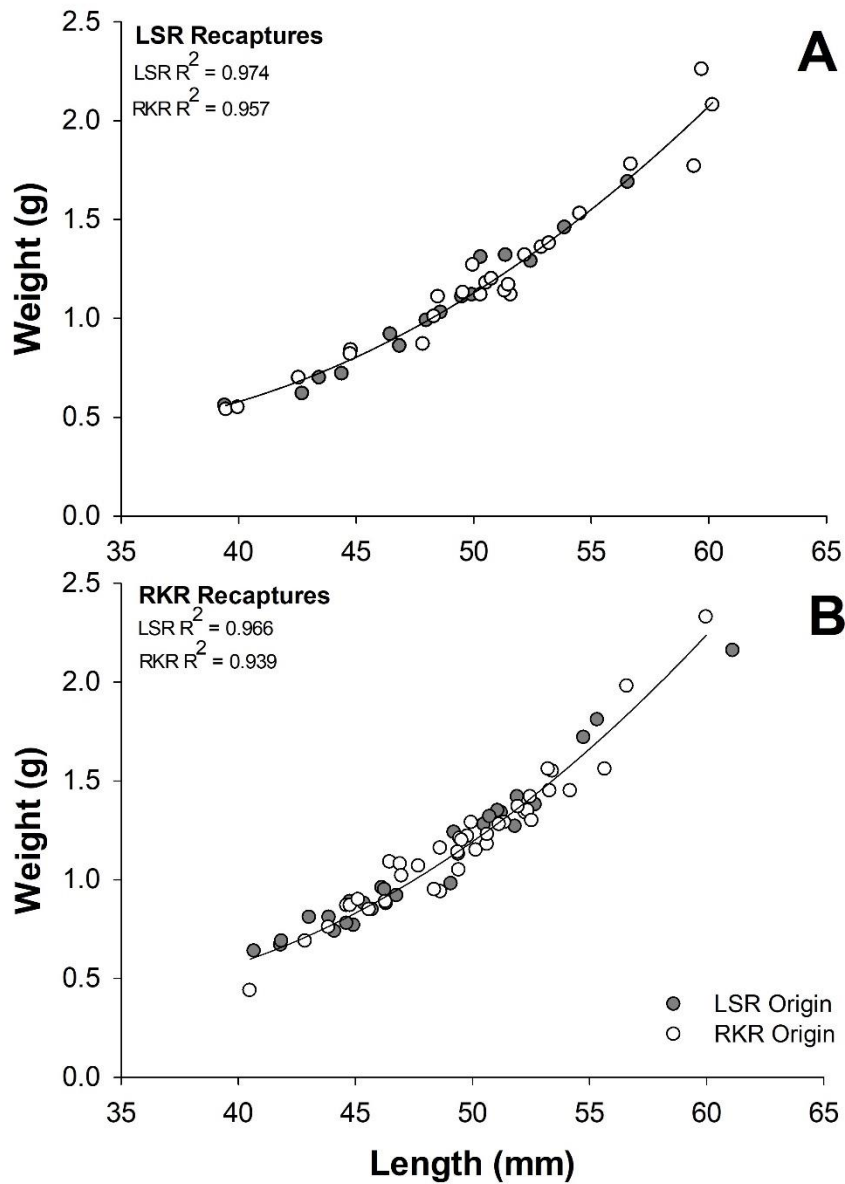 LSR Recaptures
LSR R² = 0.974
RKR R² = 0.957
A
Weight (g)
2.5
2.0
1.5
1.0
0.5
0.0
35 40 45 50 55 60 65
RKR Recaptures
LSR R² = 0.966
RKR R² = 0.939
B
Weight (g)
2.5
2.0
1.5
1.0
0.5
0.0
LSR Origin
RKR Origin
35 40 45 50 55 60 65
Length (mm)